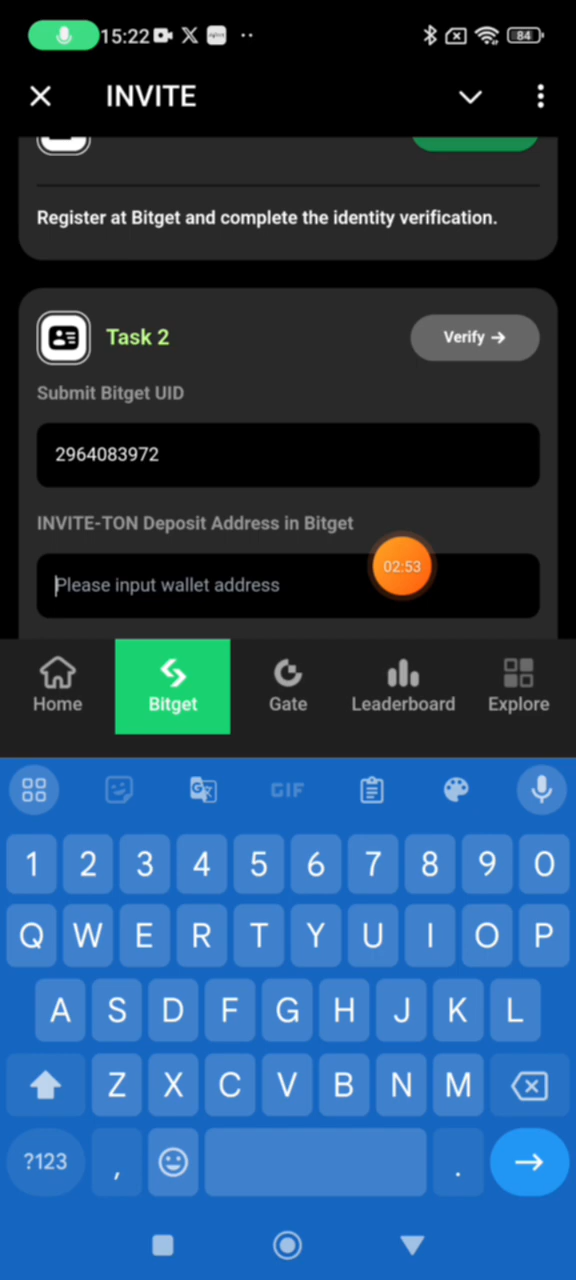 15:22
84
INVITE
Register at Bitget and complete the identity verification.
Task 2
Verify →
Submit Bitget UID
2964083972
INVITE-TON Deposit Address in Bitget
Please input wallet address
02:53
Home Bitget Gate Leaderboard Explore
GIF
1 2 3 4 5 6 7 8 9 0
Q W E R T Y U I O P
A S D F G H J K L
Z X C V B N M
?123 , .